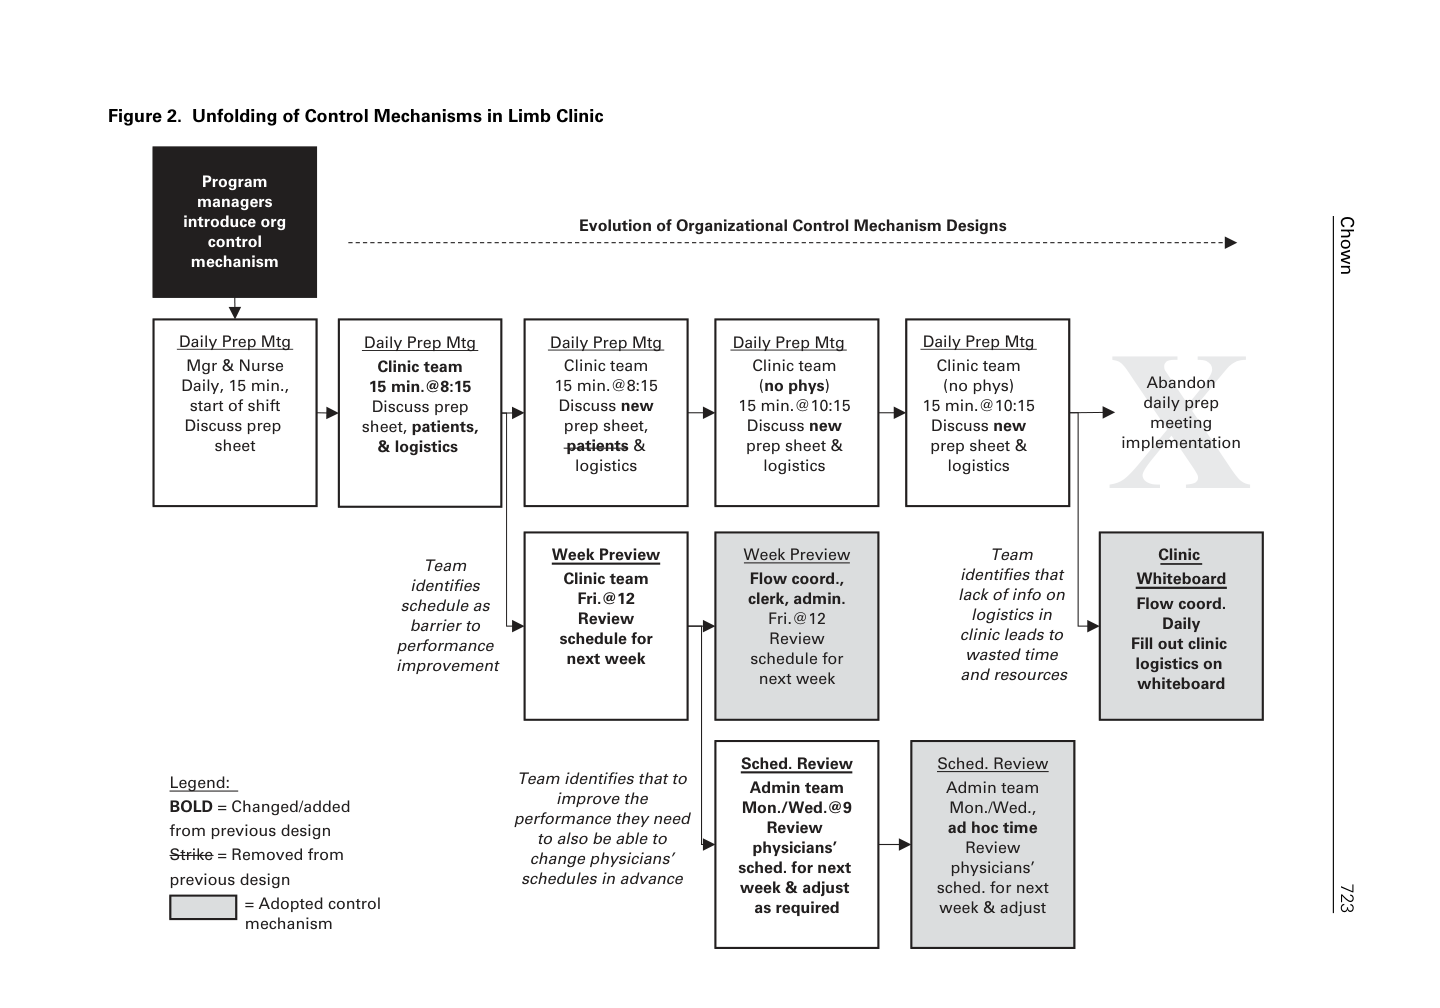 Figure 2. Unfolding of Control Mechanisms in Limb Clinic
Program
managers
introduce org
control
mechanism
Evolution of Organizational Control Mechanism Designs
Daily Prep Mtg
Mgr & Nurse
Daily, 15 min.,
start of shift
Discuss prep
sheet
Daily Prep Mtg
Clinic team
15 min.@8:15
Discuss prep
sheet, patients,
& logistics
Daily Prep Mtg
Clinic team
15 min.@8:15
Discuss new
prep sheet,
patients &
logistics
Daily Prep Mtg
Clinic team
(no phys)
15 min.@10:15
Discuss new
prep sheet &
logistics
Daily Prep Mtg
Clinic team
(no phys)
15 min.@10:15
Discuss new
prep sheet &
logistics
X
Abandon
daily prep
meeting
implementation
Team
identifies
schedule as
barrier to
performance
improvement
Week Preview
Clinic team
Fri.@12
Review
schedule for
next week
Week Preview
Flow coord.,
clerk, admin.
Fri.@12
Review
schedule for
next week
Team
identifies that
lack of info on
logistics in
clinic leads to
wasted time
and resources
Clinic
Whiteboard
Flow coord.
Daily
Fill out clinic
logistics on
whiteboard
Team identifies that to
improve the
performance they need
to also be able to
change physicians’
schedules in advance
Sched. Review
Admin team
Mon./Wed.@9
Review
physicians’
sched. for next
week & adjust
as required
Sched. Review
Admin team
Mon./Wed.,
ad hoc time
Review
physicians’
sched. for next
week & adjust
Legend:
BOLD = Changed/added
from previous design
Strike = Removed from
previous design
= Adopted control
mechanism
Chown
723